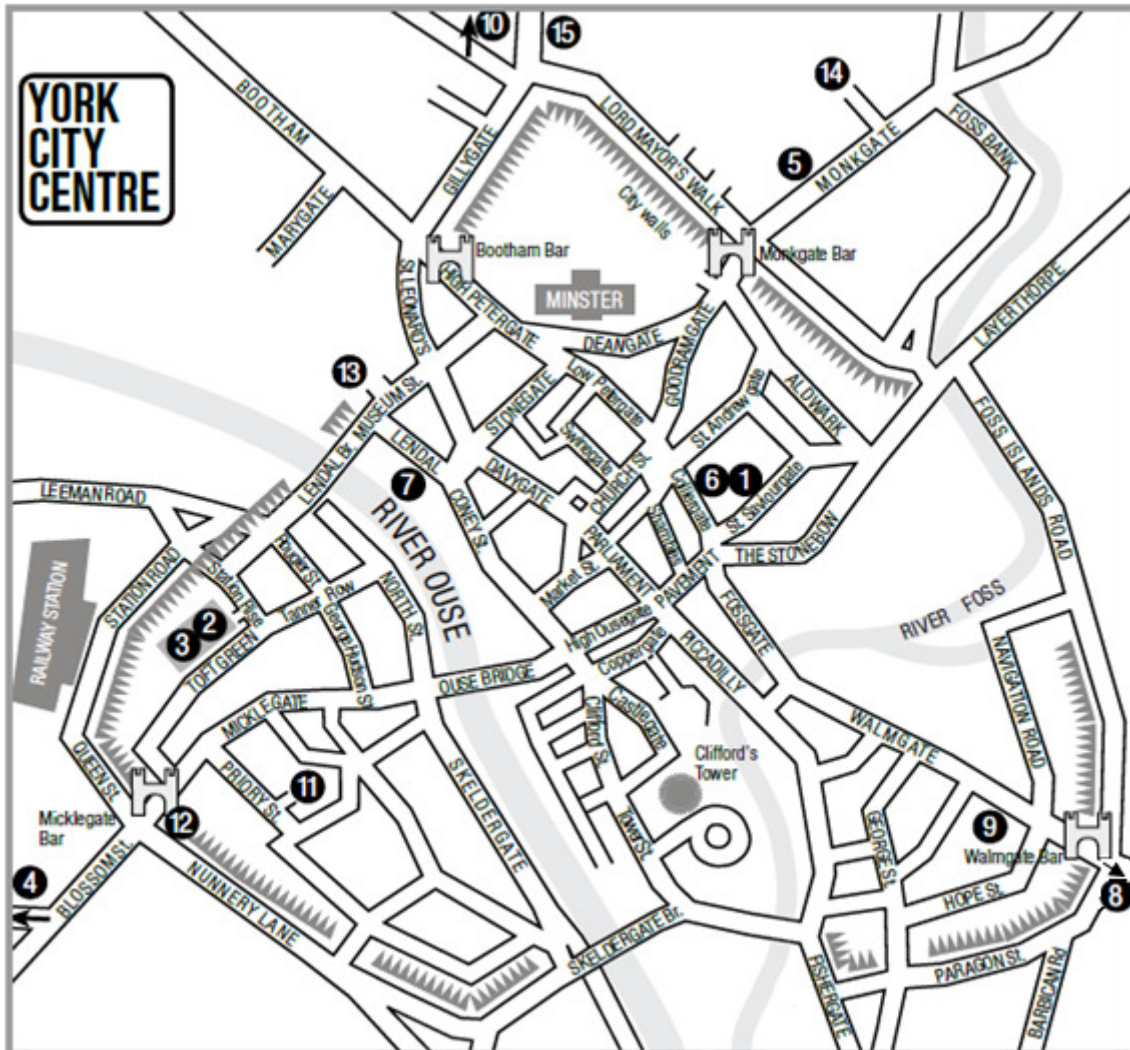 YORK
CITY
CENTRE
10
15
14
5
BOOTHAM
GILLYGATE
LORD MAYOR'S WALK
MONKGATE
FOSS BANK
MARYGATE
City walls
Bootham Bar
Monkgate Bar
ST LEONARD'S
HIGH PETERGATE
MINSTER
DEANGATE
GOODRAMGATE
LAYERTHORPE
13
MUSEUM St.
STONEGATE
Low Petergate
St. Andrewgate
ALDWARK
LENDAL Br.
LENDAL
DAVYGATE
Swinegate
CHURCH St.
6
1
St. Saviourgate
FOSS ISLANDS ROAD
7
LEEMAN ROAD
CONEY St.
Shambles
THE STONEBOW
RIVER OUSE
PARLIAMENT
PAVEMENT
Market St.
STATION ROAD
Station Rise
Rougier St.
Tanner Row
NORTH St.
RAILWAY STATION
3
2
TOFT GREEN
George Hudson St.
High Ousegate
Coppergate
PICCADILLY
FOSSGATE
RIVER FOSS
NAVIGATION ROAD
MICKLEGATE
OUSE BRIDGE
Clifford St.
Castlegate
WALMGATE
QUEEN St.
PRIORY St.
11
SKELDERGATE
Clifford's
Tower
Tower St.
GEORGE St.
Micklegate
Bar
12
9
Walmgate Bar
4
BLOSSOM St.
NUNNERY LANE
HOPE St.
8
SKELDERGATE Br.
FISHERGATE
PARAGON St.
BARBICAN Rd